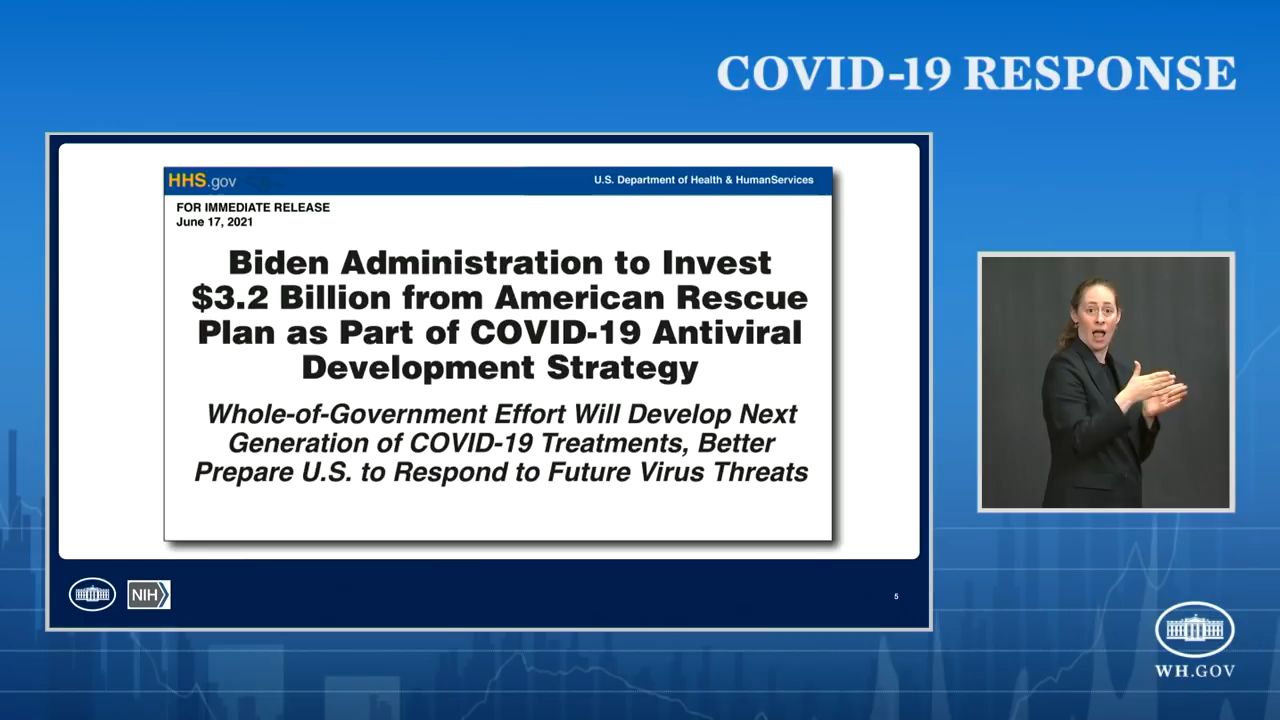 COVID-19 RESPONSE
HHS.gov
U.S. Department of Health & HumanServices
FOR IMMEDIATE RELEASE
June 17, 2021
Biden Administration to Invest
$3.2 Billion from American Rescue
Plan as Part of COVID-19 Antiviral
Development Strategy
Whole-of-Government Effort Will Develop Next
Generation of COVID-19 Treatments, Better
Prepare U.S. to Respond to Future Virus Threats
NIH
5
WH.GOV